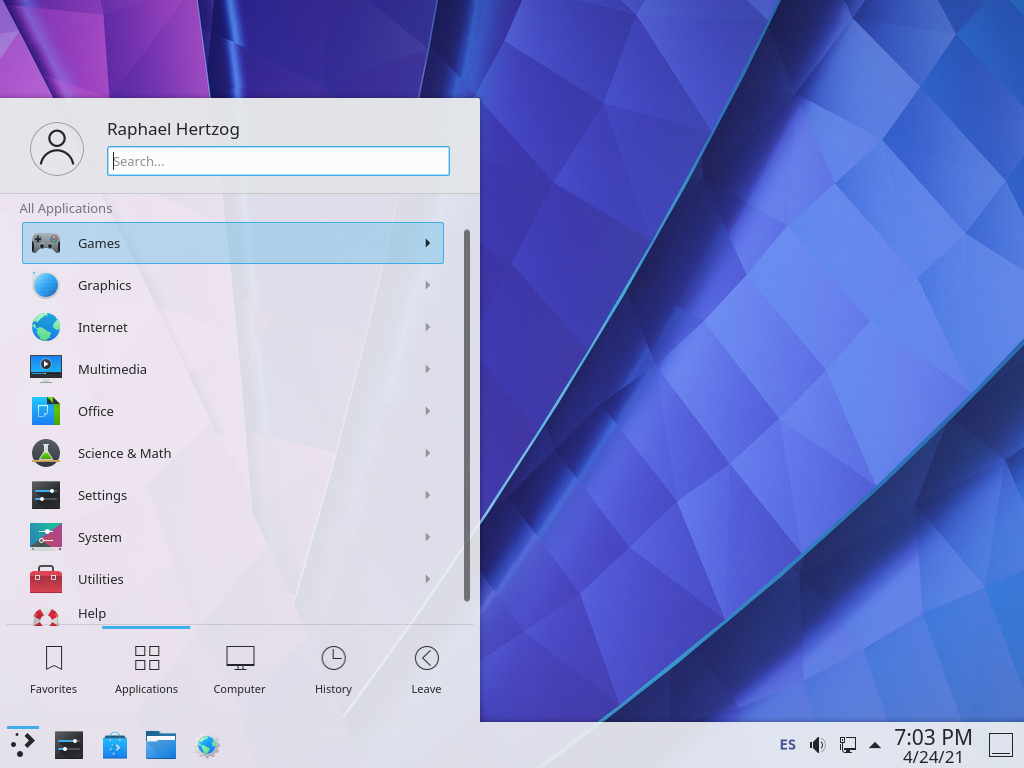 Raphael Hertzog
Search...
All Applications
Games
Graphics
Internet
Multimedia
Office
Science & Math
Settings
System
Utilities
Help
Favorites
Applications
Computer
History
Leave
ES
7:03 PM
4/24/21